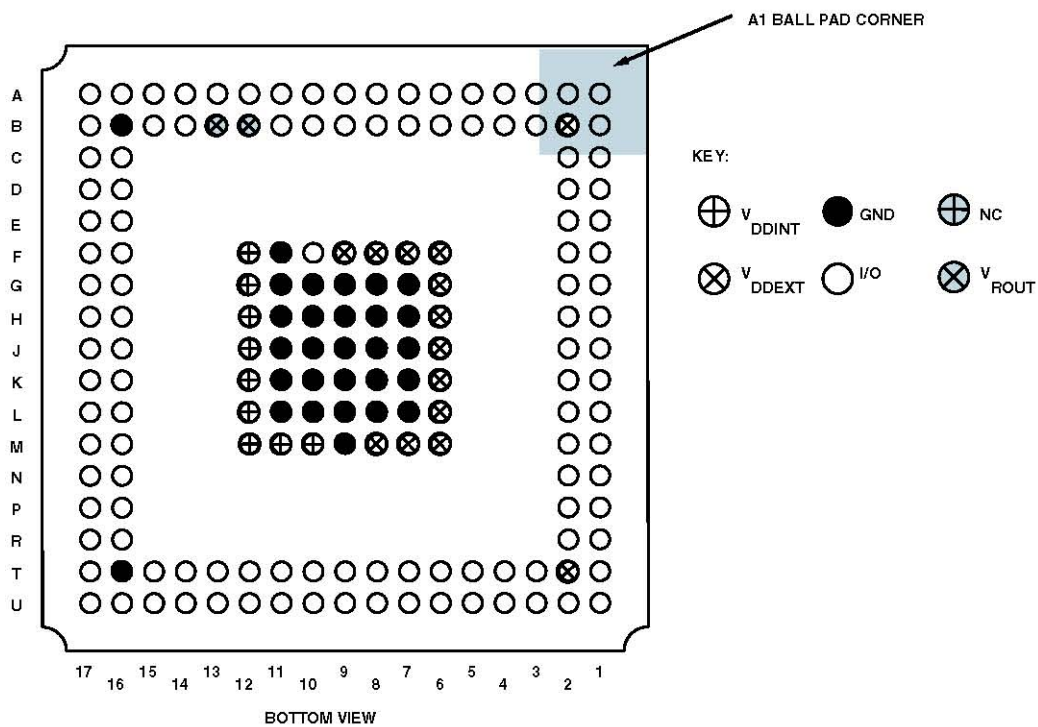 A1 BALL PAD CORNER
A
B
C
D
E
F
G
H
J
K
L
M
N
P
R
T
U
KEY:
VDDINT
GND
NC
VDDEXT
I/O
VROUT
17 16 15 14 13 12 11 10 9 8 7 6 5 4 3 2 1
BOTTOM VIEW